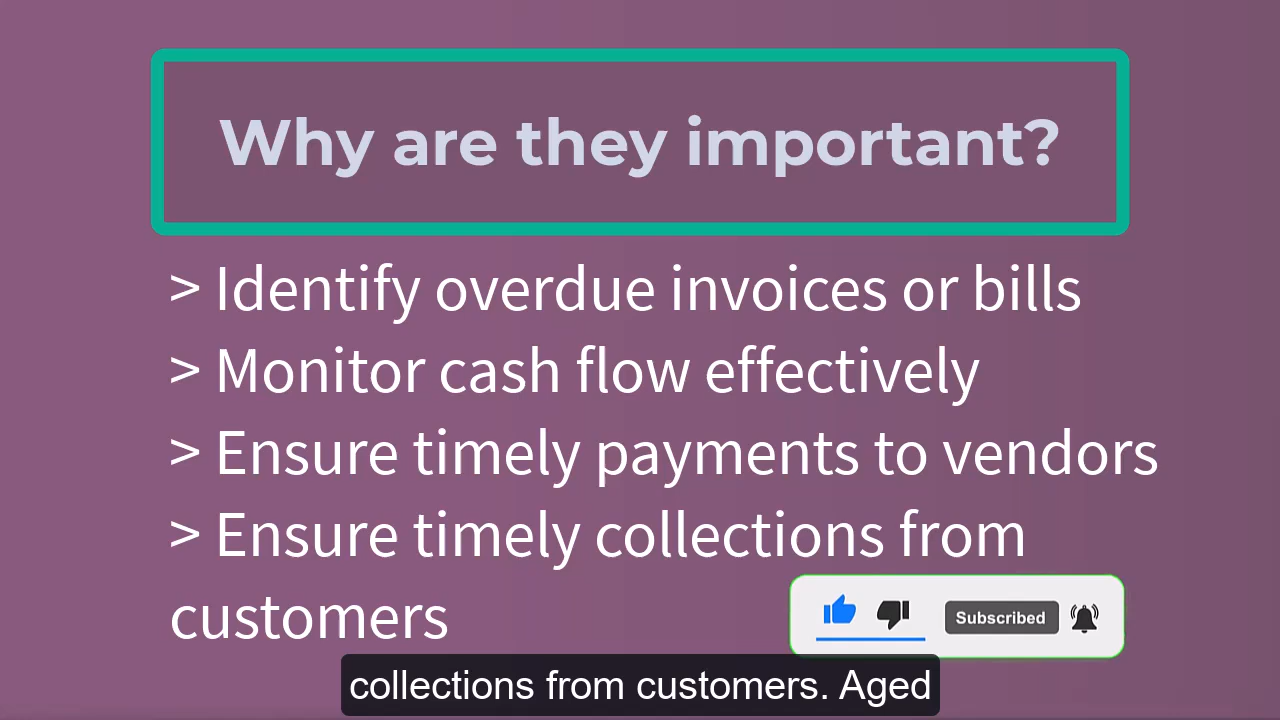 Why are they important?
> Identify overdue invoices or bills
> Monitor cash flow effectively
> Ensure timely payments to vendors
> Ensure timely collections from
customers
Subscribed
collections from customers. Aged